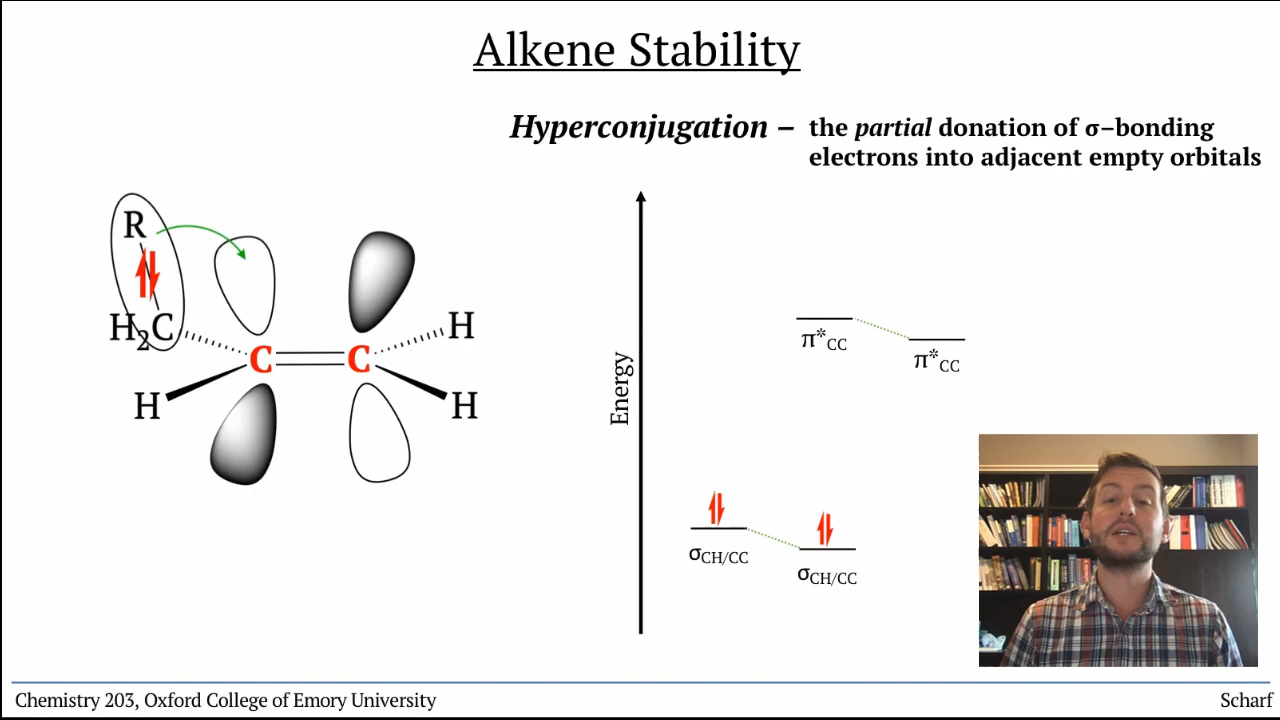 Alkene Stability
Hyperconjugation – the partial donation of σ–bonding
electrons into adjacent empty orbitals
R
H₂C
H
C C
H
H
Energy
π*CC
π*CC
σCH/CC
σCH/CC
Chemistry 203, Oxford College of Emory University
Scharf